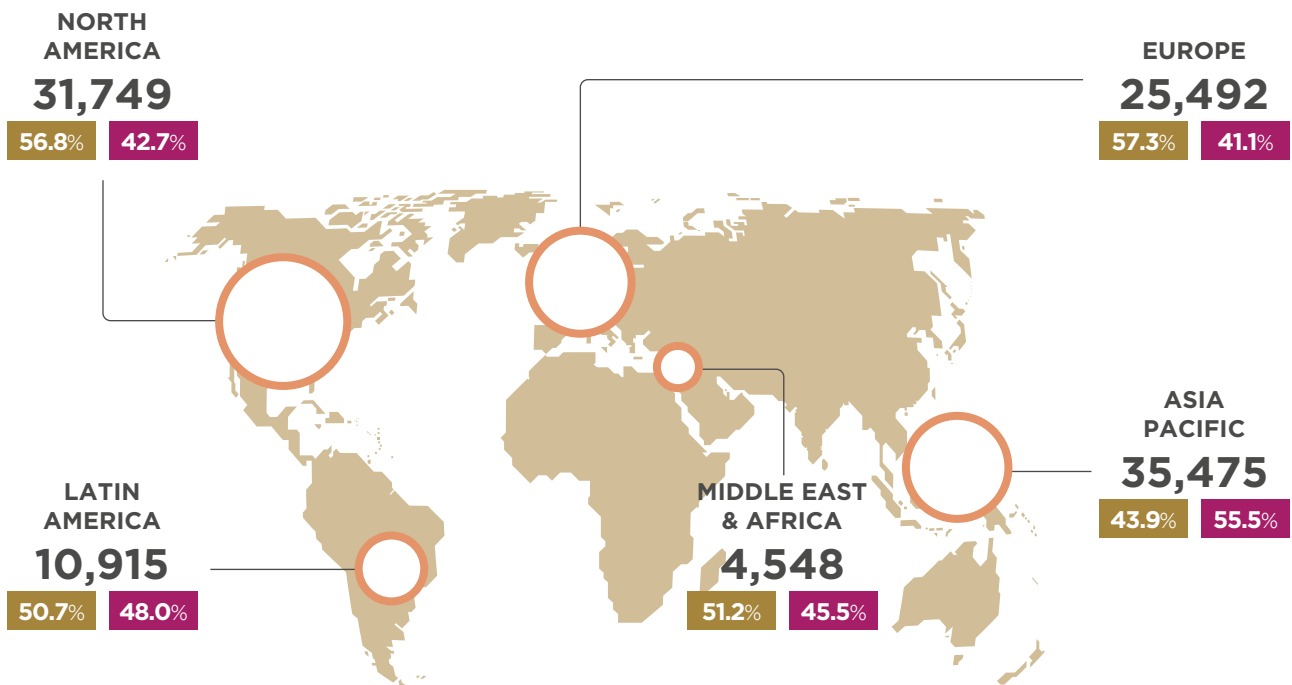 NORTH
AMERICA
31,749
56.8% 42.7%
EUROPE
25,492
57.3% 41.1%
ASIA
PACIFIC
35,475
43.9% 55.5%
LATIN
AMERICA
10,915
50.7% 48.0%
MIDDLE EAST
& AFRICA
4,548
51.2% 45.5%